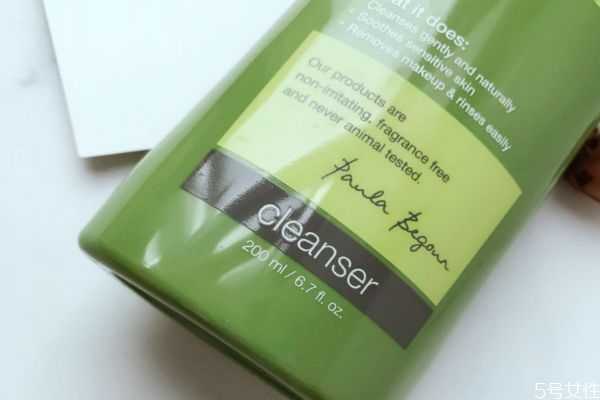 at it does:
• Cleanses gently and naturally
• Soothes sensitive skin
• Removes makeup & rinses easily
Our products are
non-irritating, fragrance free
and never animal tested.
Paula Begoun
cleanser
200 ml / 6.7 fl. oz.
5号女性